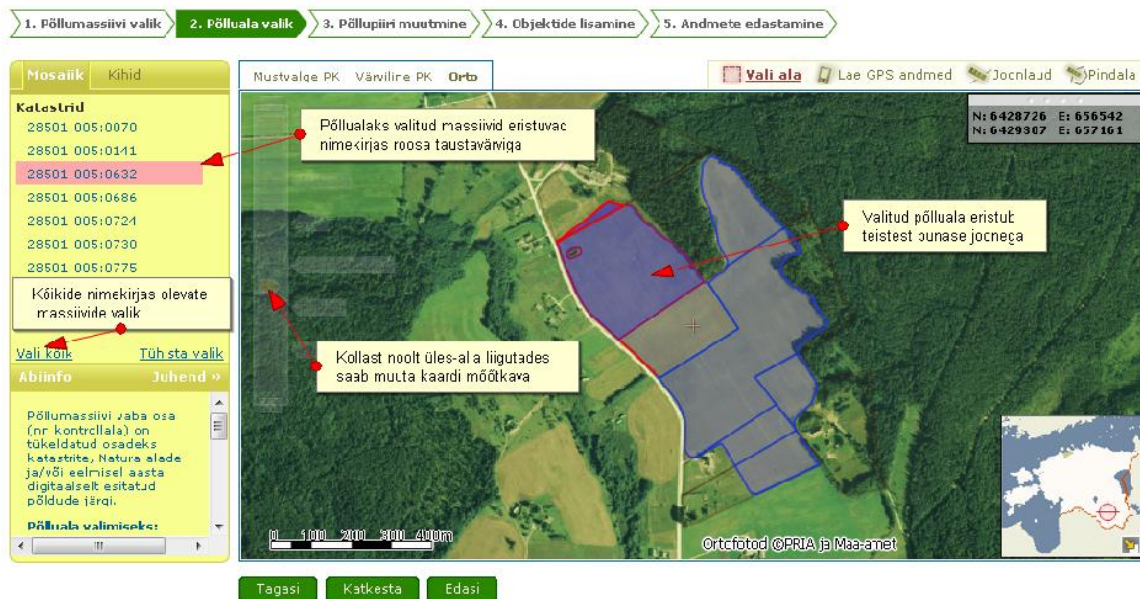 1. Põllumassiivi valik
2. Põlluala valik
3. Põllupiiri muutmine
4. Objektide lisamine
5. Andmete edastamine
Mosaiik
Kihid
Mustvalge PK
Värviline PK
Orto
Vali ala
Lae GPS andmed
Joonlaud
Pindala
Katastrid
28501 005:0070
28501 005:0141
28501 005:0632
28501 005:0686
28501 005:0724
28501 005:0730
28501 005:0775
Põllualaks valitud massiivid eristuvad
nimekirjas roosa taustavärviga
N: 6428726 E: 656542
N: 6429307 E: 657161
Valitud põlluala eristub
teistest punase joonega
Kõikide nimekirjas olevate
massiivide valik
Kollast noolt üles-alla liigutades
saab muuta kaardi mõõtkava
Vali kõik
Tühista valik
Abiinfo
Juhend »
Põllumassiivi vaba osa
(nn kontrollala) on
tükeldatud osadeks
katastrite, Natura alade
ja/või eelmisel aasta
digitaalselt esitatud
põldude järgi.
Põlluala valimiseks:
0 100 200 300 400m
Ortofotod @PRIA ja Maa-amet
Tagasi
Katkesta
Edasi